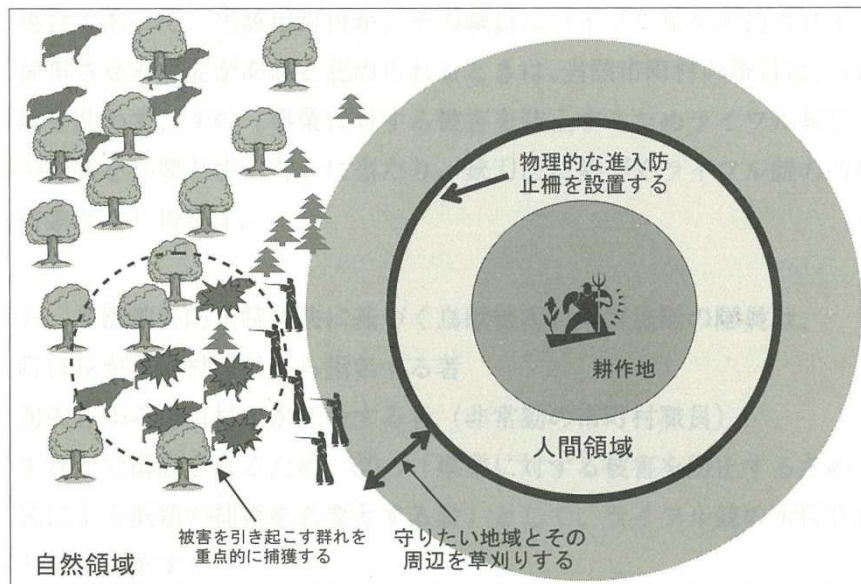 物理的な進入防
止柵を設置する
耕作地
人間領域
被害を引き起こす群れを
重点的に捕獲する
守りたい地域とその
周辺を草刈りする
自然領域